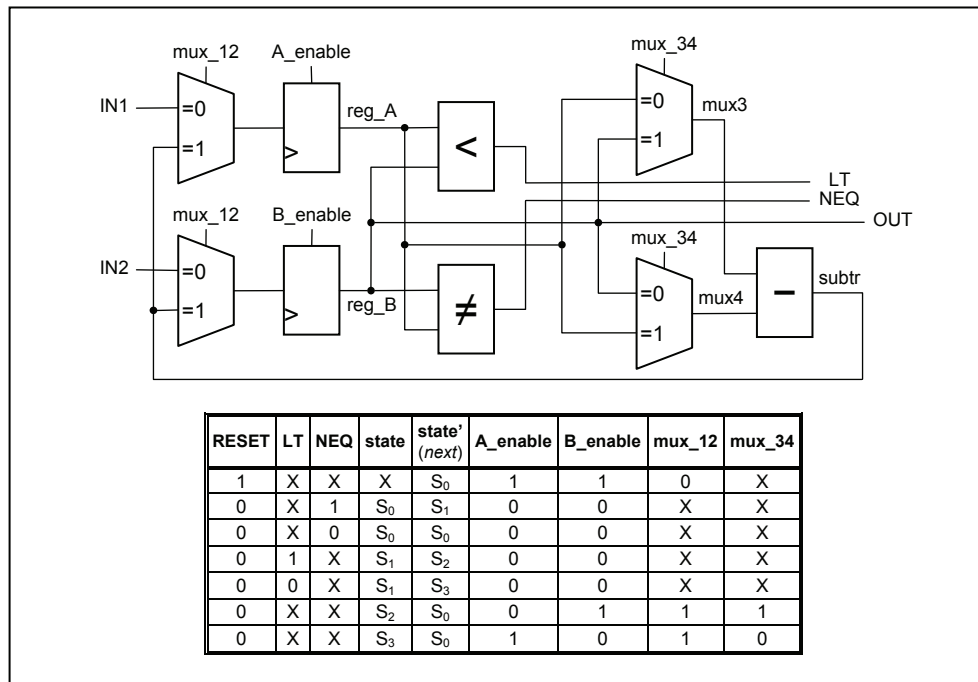 mux_12 A_enable mux_34
IN1 =0 reg_A =0 mux3
=1 < =1
LT
mux_12 B_enable NEQ
mux_34 OUT
IN2 =0 =0 − subtr
=1 reg_B ≠ mux4
=1
RESET LT NEQ state state' (next) A_enable B_enable mux_12 mux_34
1 X X X S₀ 1 1 0 X
0 X 1 S₀ S₁ 0 0 X X
0 X 0 S₀ S₀ 0 0 X X
0 1 X S₁ S₂ 0 0 X X
0 0 X S₁ S₃ 0 0 X X
0 X X S₂ S₀ 0 1 1 1
0 X X S₃ S₀ 1 0 1 0